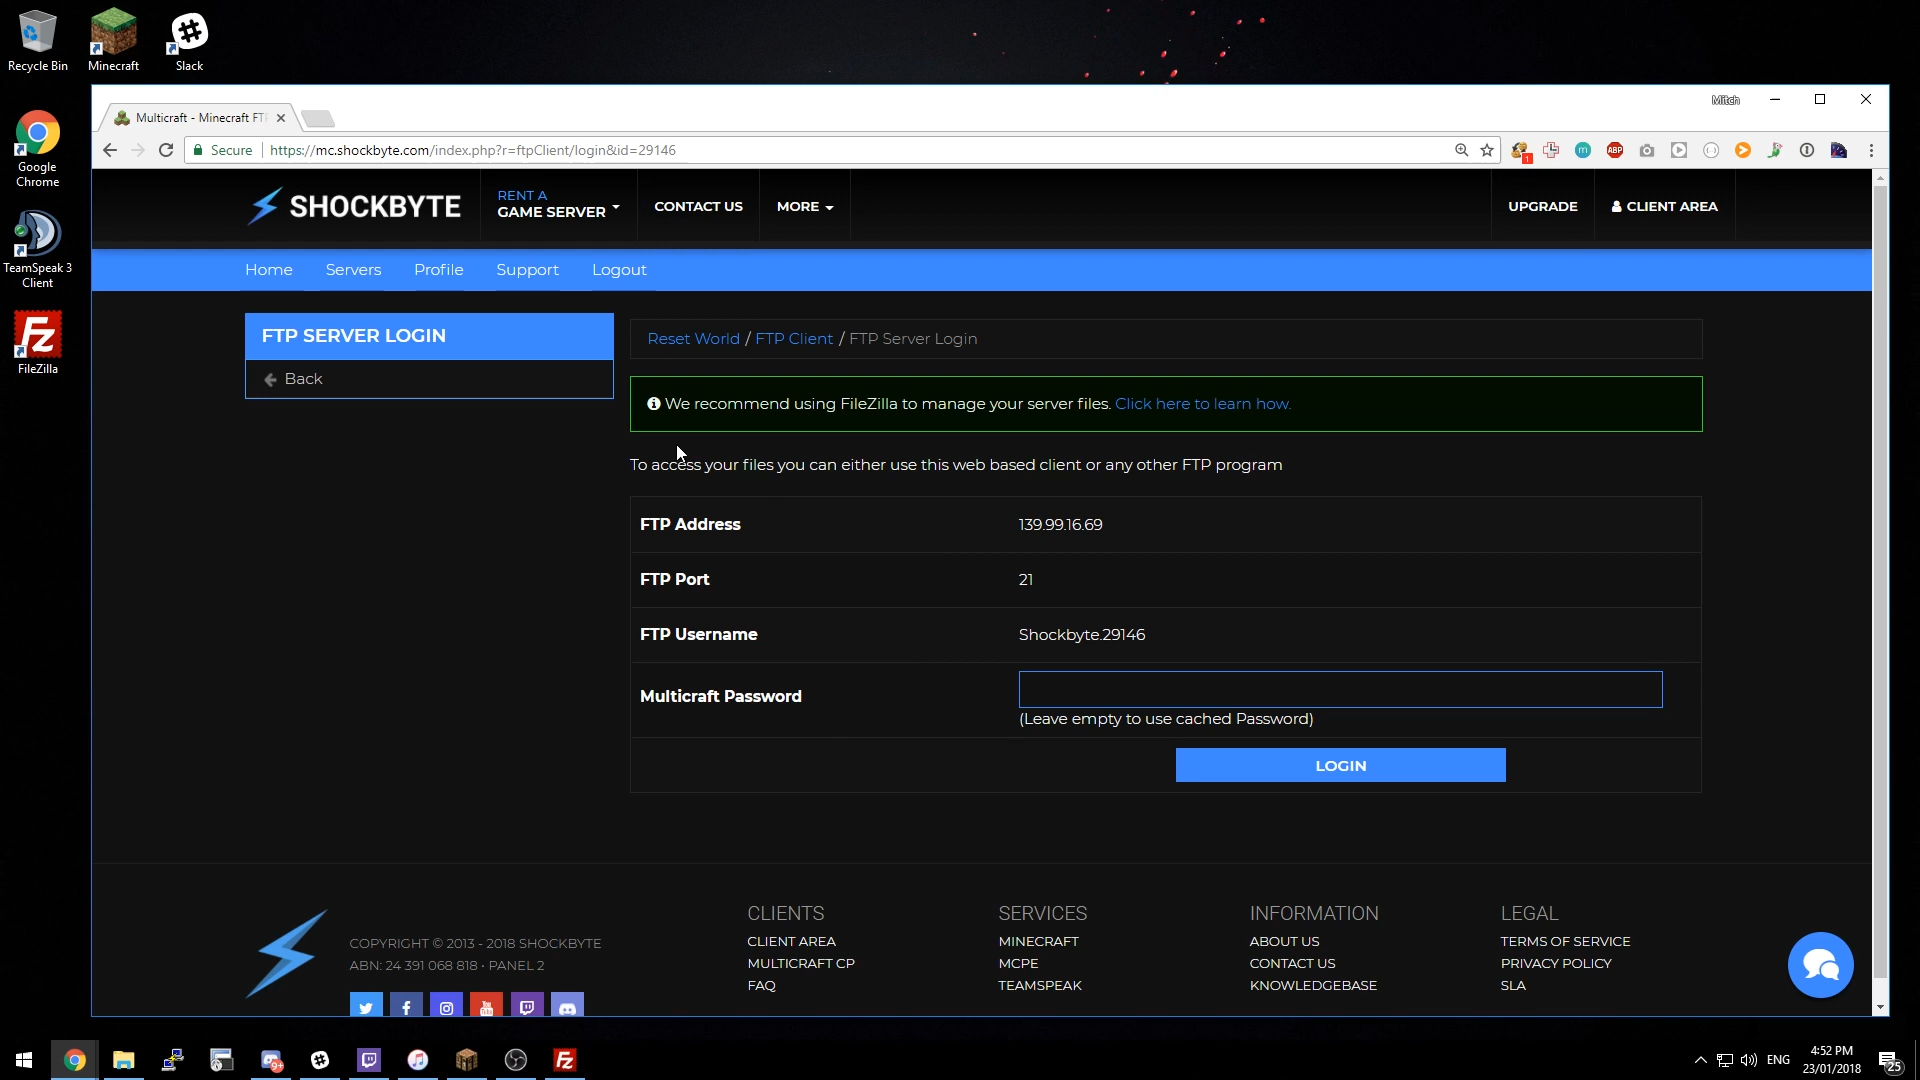 Recycle Bin
Minecraft
Slack
Google
Chrome
TeamSpeak 3
Client
FileZilla
Multicraft - Minecraft FT
Mitch
Secure
https://mc.shockbyte.com/index.php?r=ftpClient/login&id=29146
1
m
ABP
SHOCKBYTE
RENT A
GAME SERVER
CONTACT US
MORE
UPGRADE
CLIENT AREA
Home
Servers
Profile
Support
Logout
FTP SERVER LOGIN
Back
Reset World / FTP Client / FTP Server Login
We recommend using FileZilla to manage your server files. Click here to learn how.
To access your files you can either use this web based client or any other FTP program
FTP Address
139.99.16.69
FTP Port
21
FTP Username
Shockbyte.29146
Multicraft Password
(Leave empty to use cached Password)
LOGIN
COPYRIGHT © 2013 - 2018 SHOCKBYTE
ABN: 24 391 068 818 • PANEL 2
CLIENTS
CLIENT AREA
MULTICRAFT CP
FAQ
SERVICES
MINECRAFT
MCPE
TEAMSPEAK
INFORMATION
ABOUT US
CONTACT US
KNOWLEDGEBASE
LEGAL
TERMS OF SERVICE
PRIVACY POLICY
SLA
9+
Fz
ENG
4:52 PM
23/01/2018
25